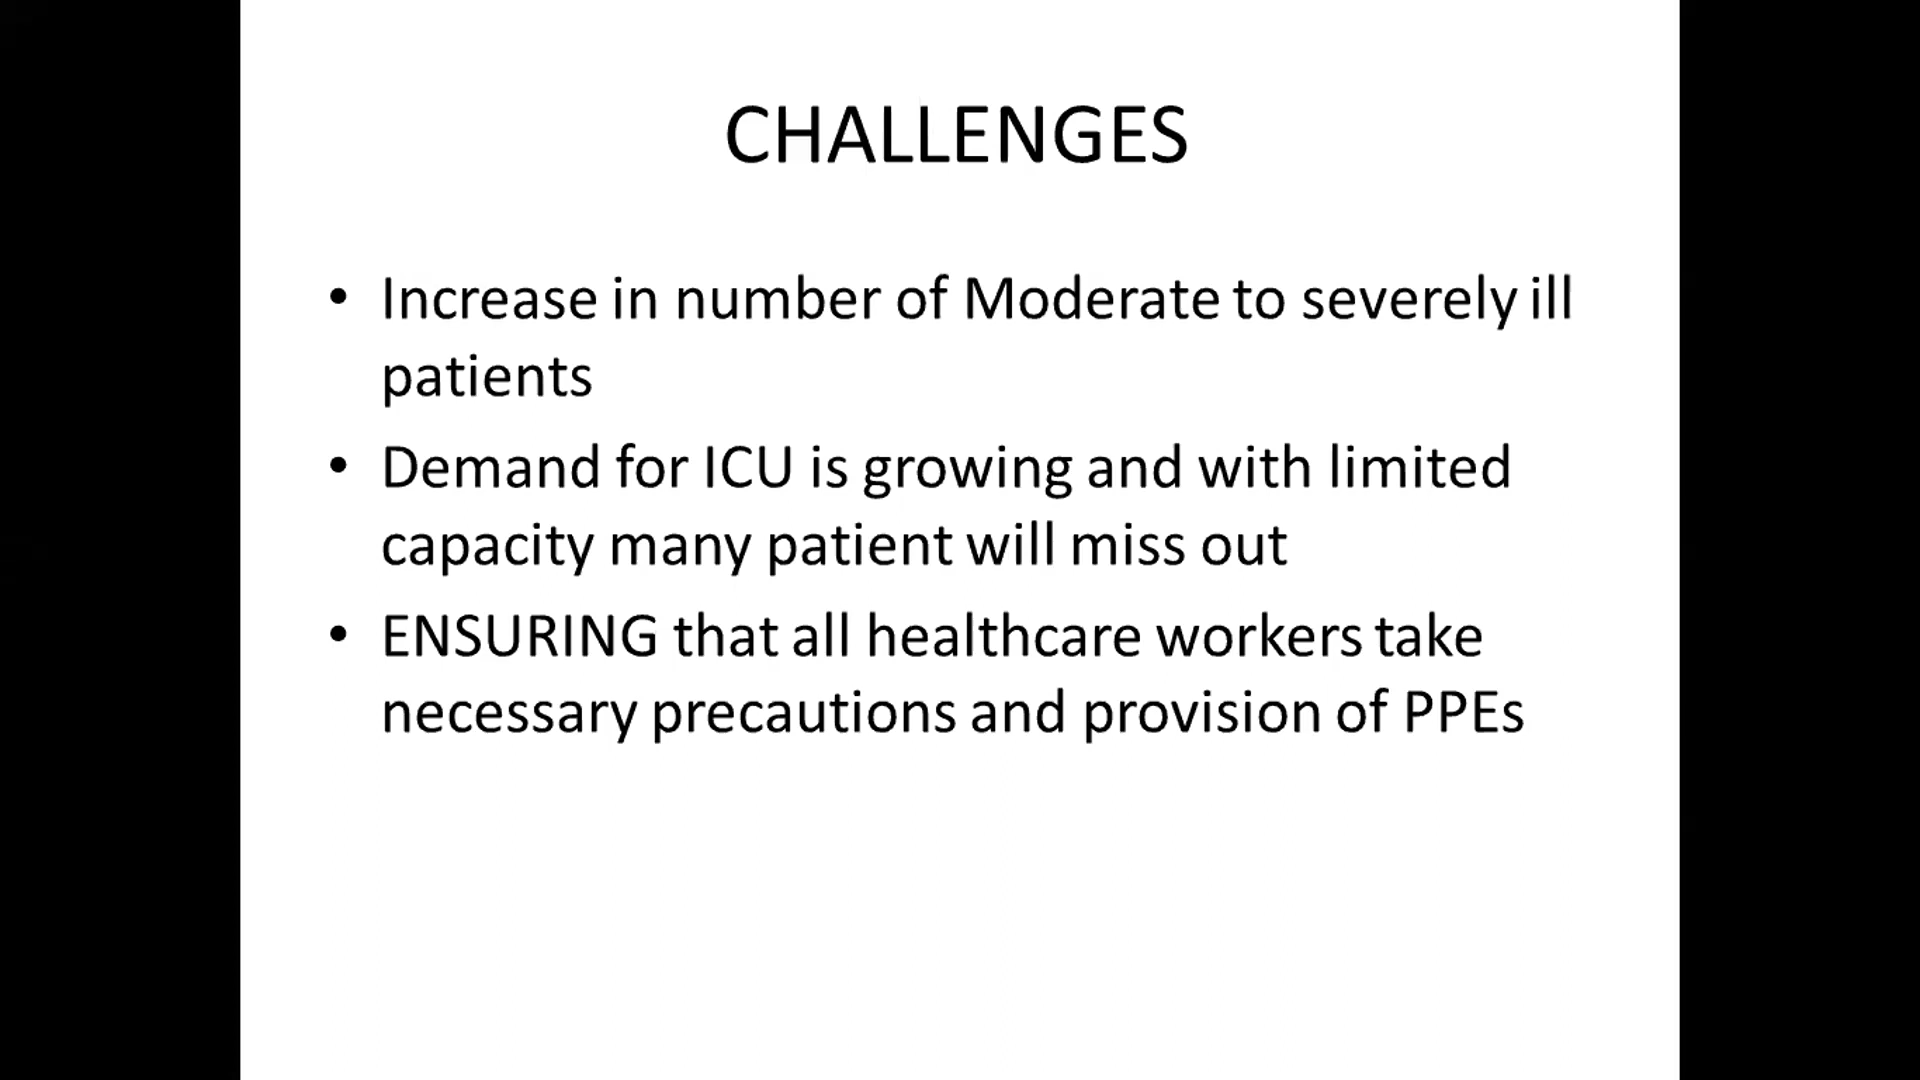 CHALLENGES
• Increase in number of Moderate to severely ill
patients
• Demand for ICU is growing and with limited
capacity many patient will miss out
• ENSURING that all healthcare workers take
necessary precautions and provision of PPEs